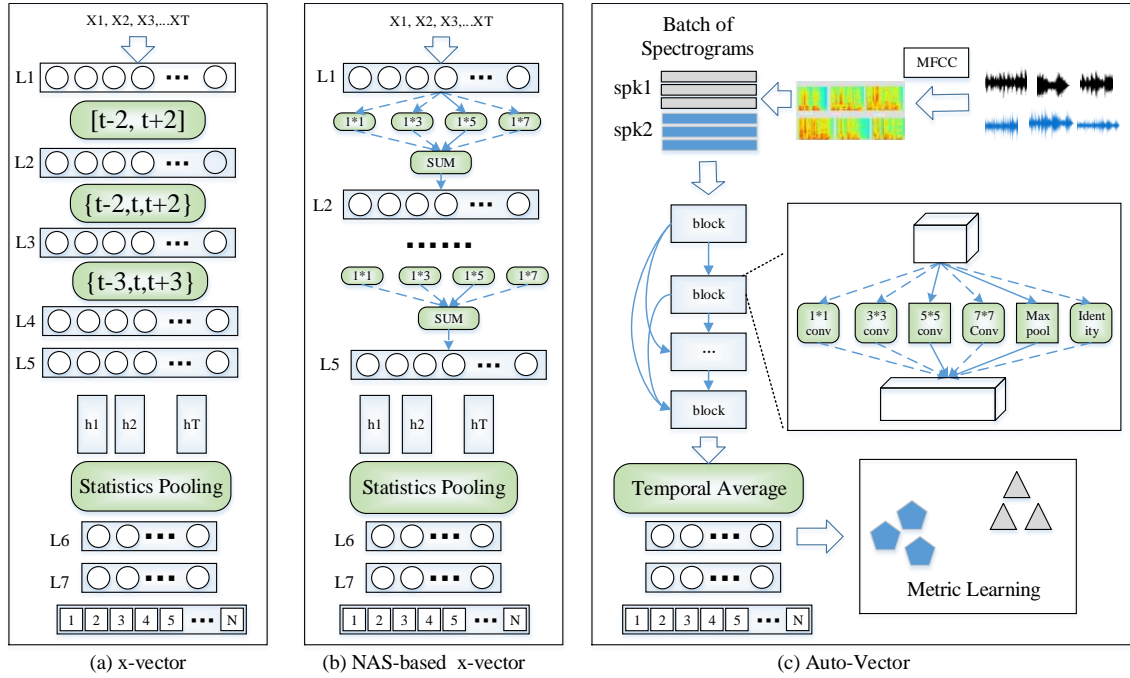 X1, X2, X3,...XT
L1
[t-2, t+2]
L2
{t-2,t,t+2}
L3
{t-3,t,t+3}
L4
L5
h1 h2 hT
Statistics Pooling
L6
L7
1 2 3 4 5 ... N
(a) x-vector
X1, X2, X3,...XT
L1
1*1 1*3 1*5 1*7
SUM
L2
......
1*1 1*3 1*5 1*7
SUM
L5
h1 h2 hT
Statistics Pooling
L6
L7
1 2 3 4 5 ... N
(b) NAS-based x-vector
Batch of
Spectrograms
spk1
spk2
MFCC
block
block
...
block
1*1
conv
3*3
conv
5*5
conv
7*7
Conv
Max
pool
Ident
ity
Temporal Average
1 2 3 4 5 ... N
Metric Learning
(c) Auto-Vector